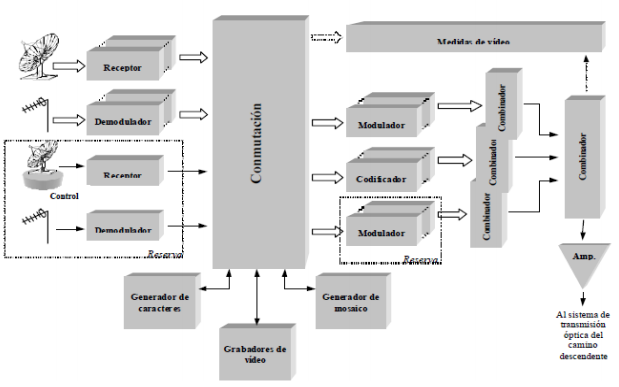 Medidas de vídeo
Receptor
Demodulador
Conmutación
Modulador
Combinador
Codificador
Combinador
Combinador
Receptor
Control
Modulador
Combinador
Demodulador
Reserva
Reserva
Amp.
Generador de
caracteres
Generador de
mosaico
Grabadores de
vídeo
Al sistema de
transmisión
óptica del
camino
descendente